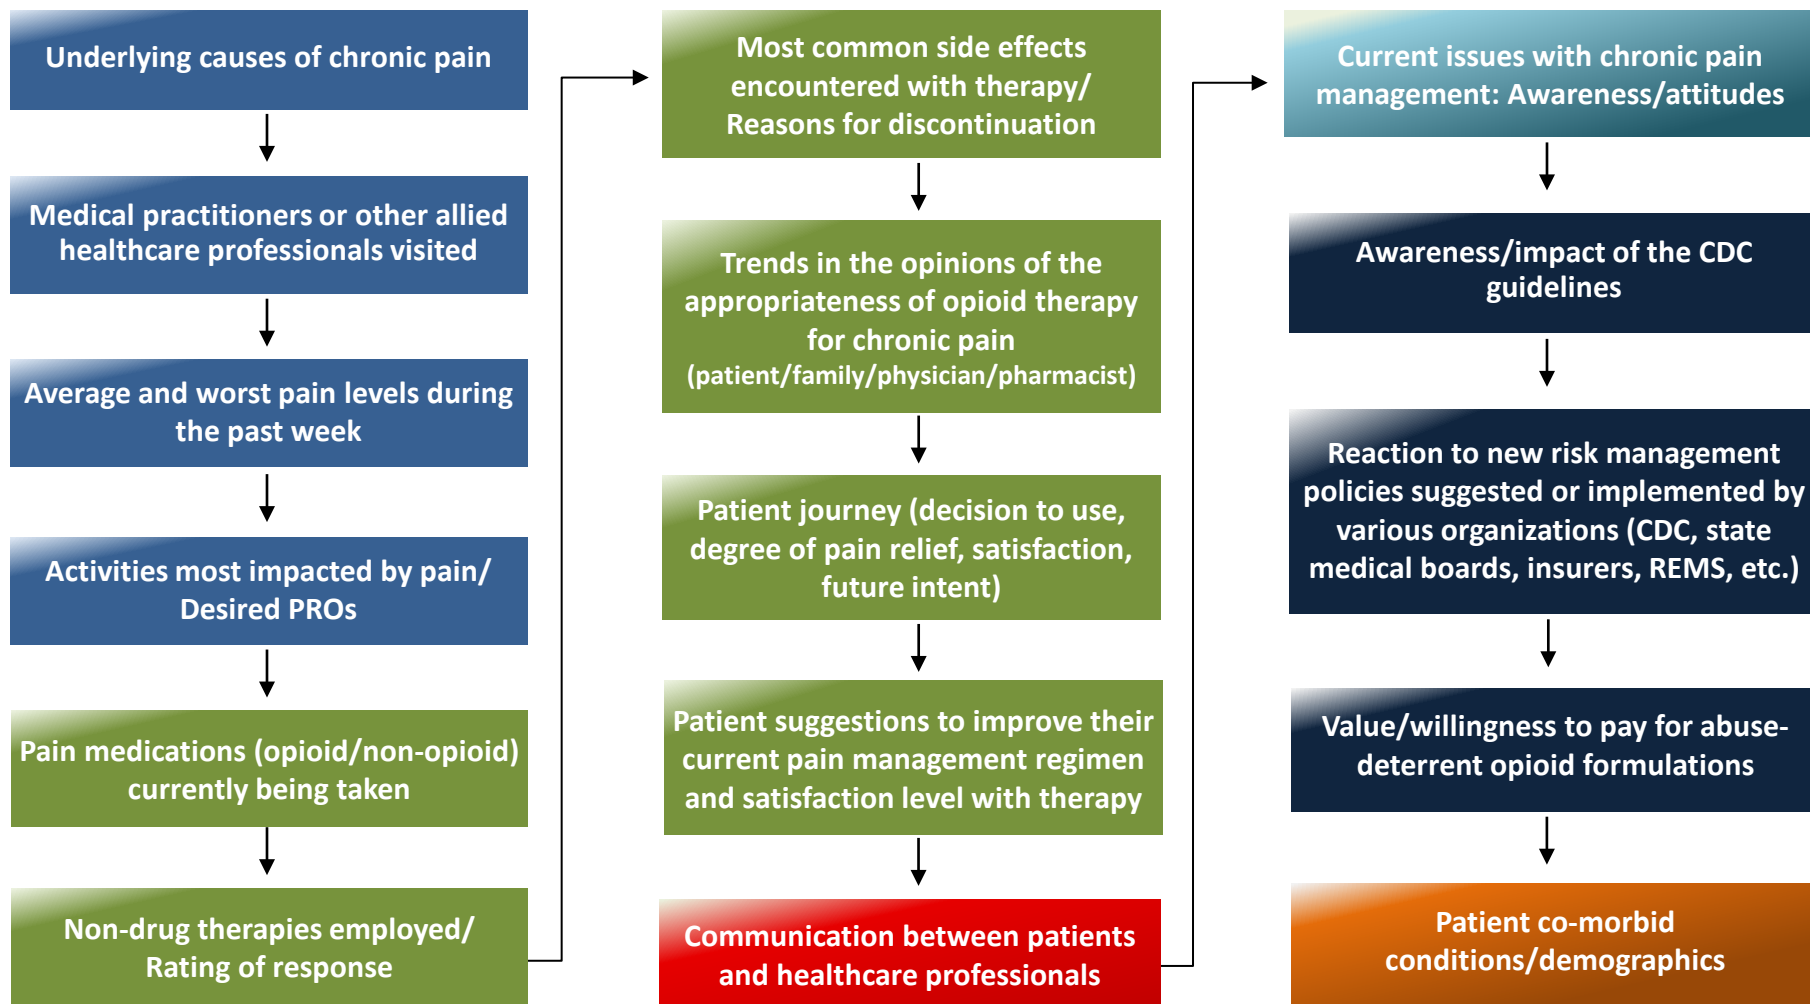 Underlying causes of chronic pain
Medical practitioners or other allied
healthcare professionals visited
Average and worst pain levels during
the past week
Activities most impacted by pain/
Desired PROs
Pain medications (opioid/non-opioid)
currently being taken
Non-drug therapies employed/
Rating of response
Most common side effects
encountered with therapy/
Reasons for discontinuation
Trends in the opinions of the
appropriateness of opioid therapy
for chronic pain
(patient/family/physician/pharmacist)
Patient journey (decision to use,
degree of pain relief, satisfaction,
future intent)
Patient suggestions to improve their
current pain management regimen
and satisfaction level with therapy
Communication between patients
and healthcare professionals
Current issues with chronic pain
management: Awareness/attitudes
Awareness/impact of the CDC
guidelines
Reaction to new risk management
policies suggested or implemented by
various organizations (CDC, state
medical boards, insurers, REMS, etc.)
Value/willingness to pay for abuse-
deterrent opioid formulations
Patient co-morbid
conditions/demographics